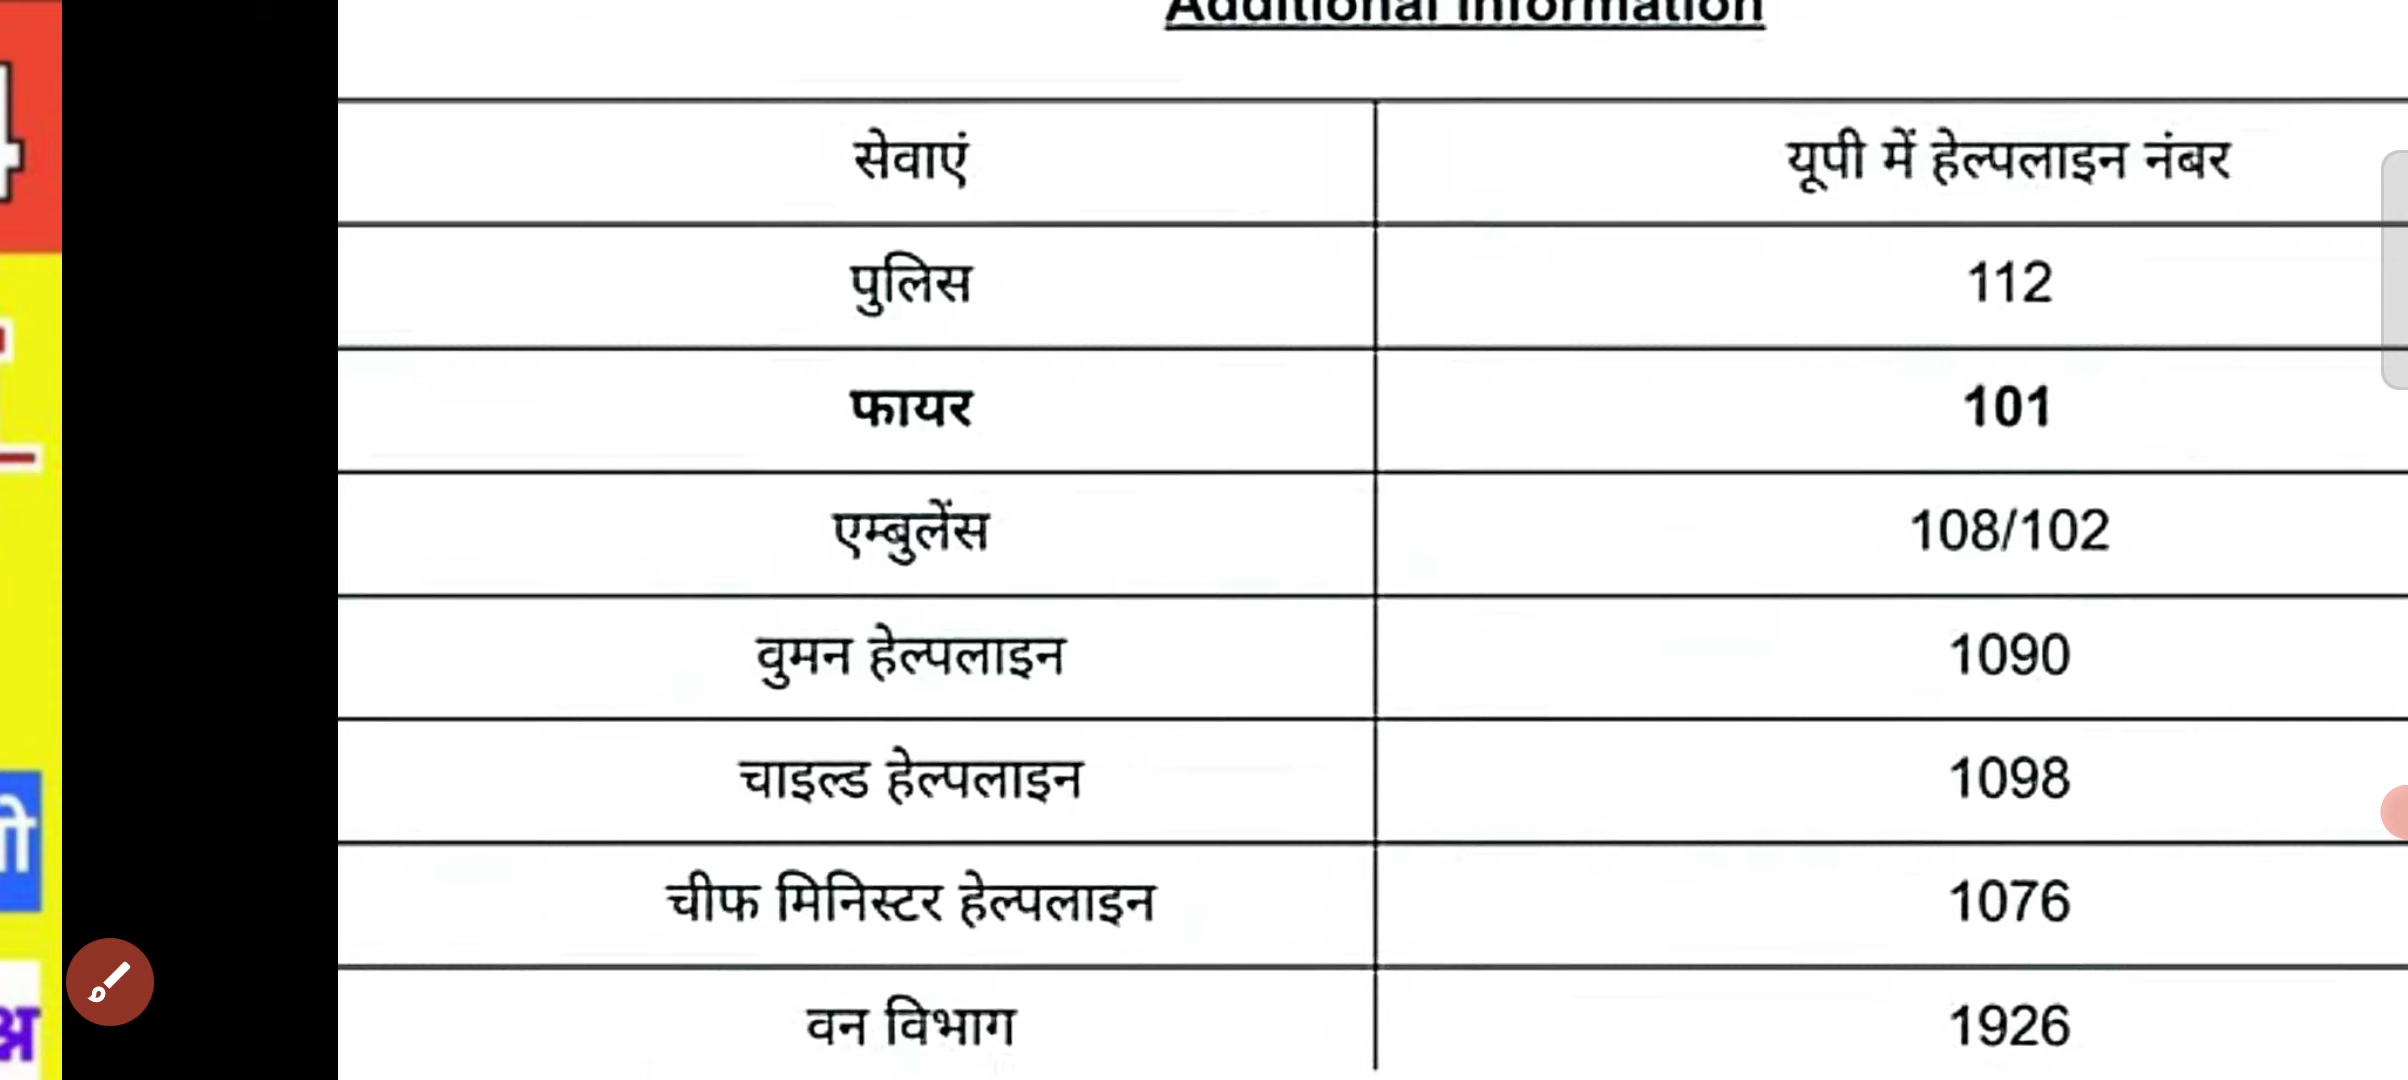 Additional Information
सेवाएं यूपी में हेल्पलाइन नंबर
पुलिस 112
फायर 101
एम्बुलेंस 108/102
वुमन हेल्पलाइन 1090
चाइल्ड हेल्पलाइन 1098
चीफ मिनिस्टर हेल्पलाइन 1076
वन विभाग 1926